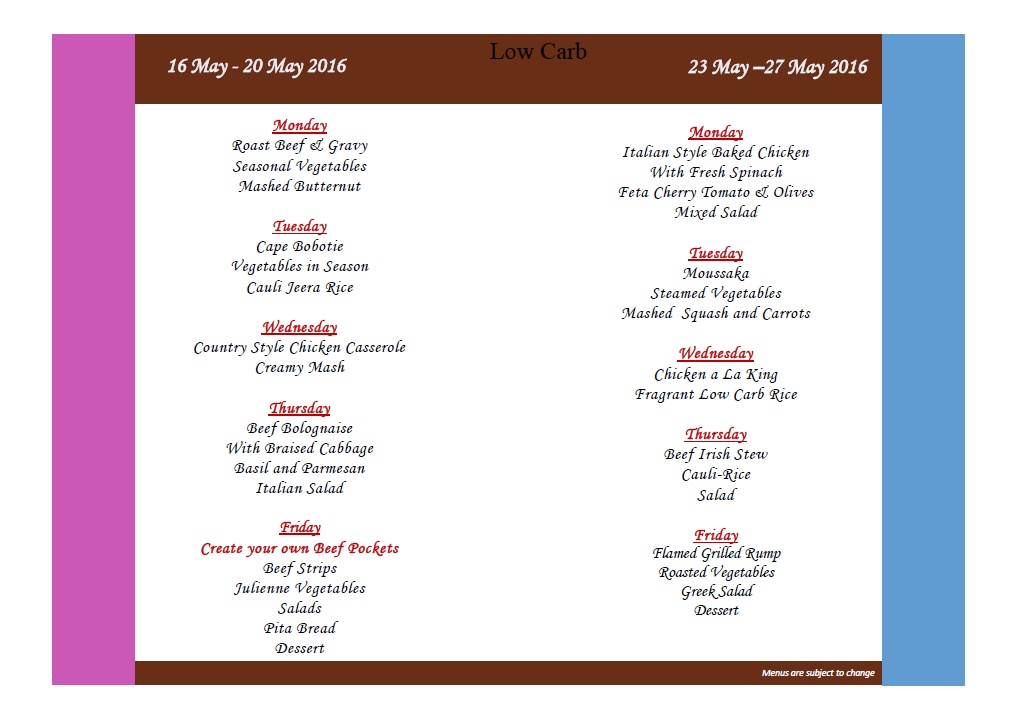 Low Carb
16 May - 20 May 2016
Monday
Roast Beef & Gravy
Seasonal Vegetables
Mashed Butternut
Tuesday
Cape Bobotie
Vegetables in Season
Cauli Jeera Rice
Wednesday
Country Style Chicken Casserole
Creamy Mash
Thursday
Beef Bolognaise
With Braised Cabbage
Basil and Parmesan
Italian Salad
Friday
Create your own Beef Pockets
Beef Strips
Julienne Vegetables
Salads
Pita Bread
Dessert
23 May –27 May 2016
Monday
Italian Style Baked Chicken
With Fresh Spinach
Feta Cherry Tomato & Olives
Mixed Salad
Tuesday
Moussaka
Steamed Vegetables
Mashed Squash and Carrots
Wednesday
Chicken a La King
Fragrant Low Carb Rice
Thursday
Beef Irish Stew
Cauli-Rice
Salad
Friday
Flamed Grilled Rump
Roasted Vegetables
Greek Salad
Dessert
Menus are subject to change